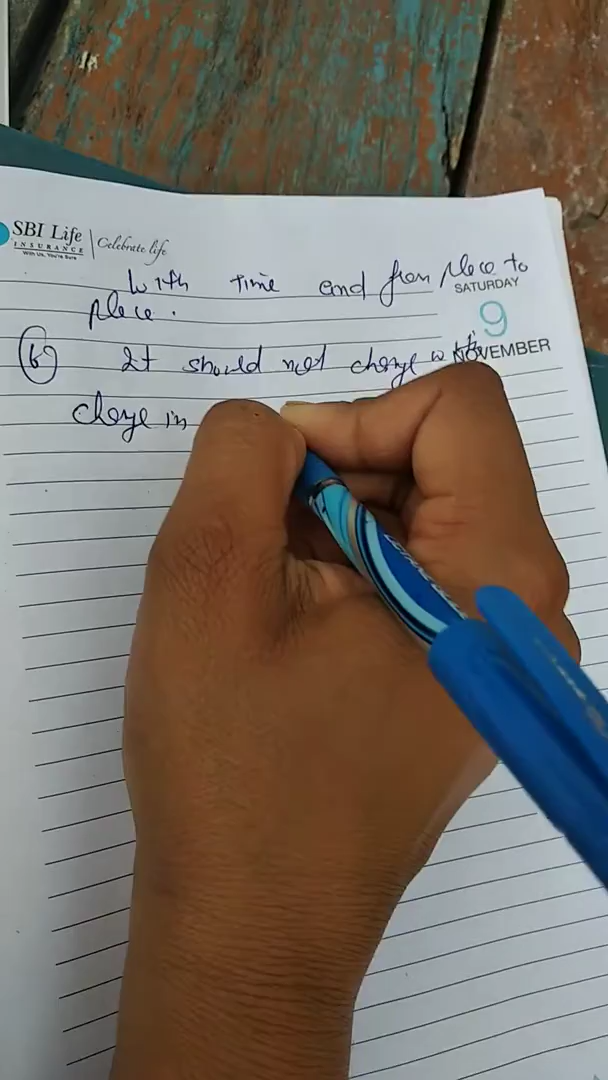 SBI Life
INSURANCE
With Us, You're Sure
Celebrate life
with time and from place to
SATURDAY
place.
9
NOVEMBER
(b) It should not change with
change in